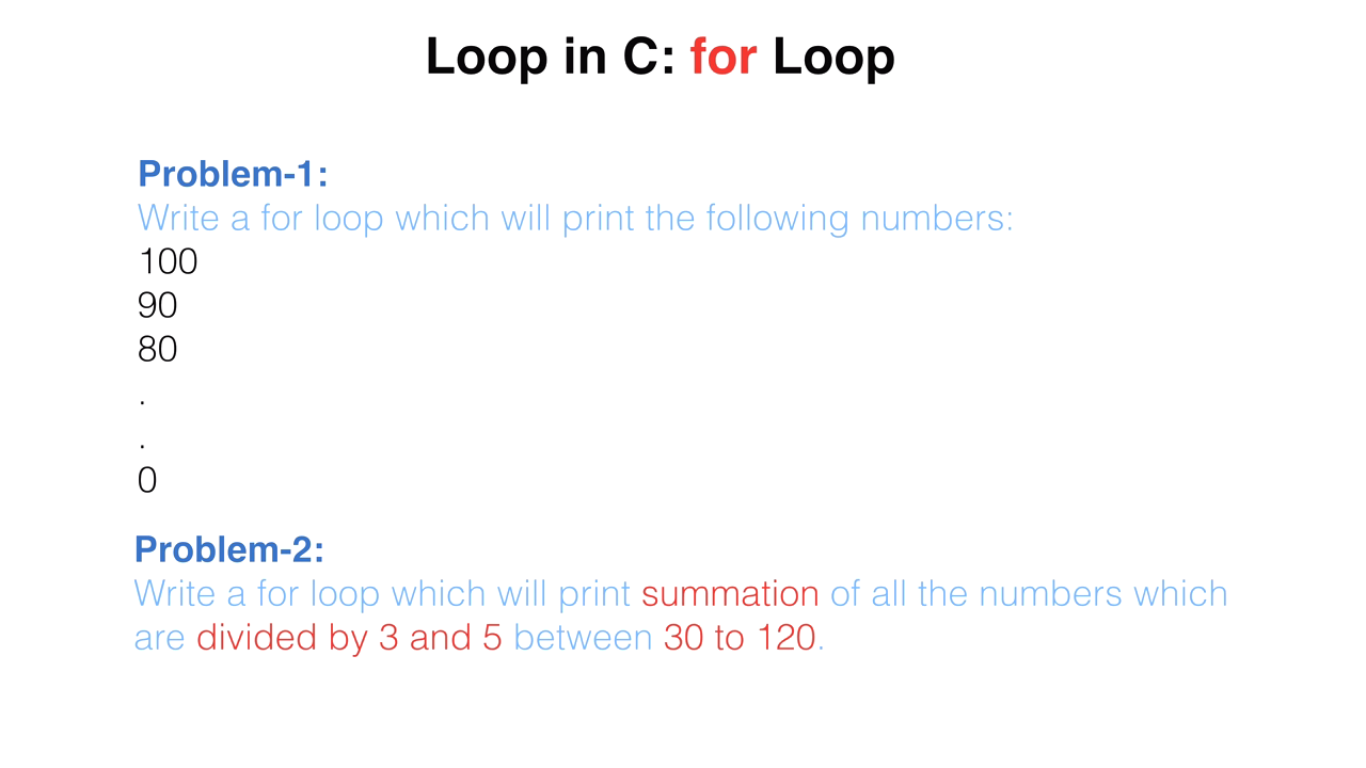 Loop in C: for Loop
Problem-1:
Write a for loop which will print the following numbers:
100
90
80
.
.
0
Problem-2:
Write a for loop which will print summation of all the numbers which
are divided by 3 and 5 between 30 to 120.